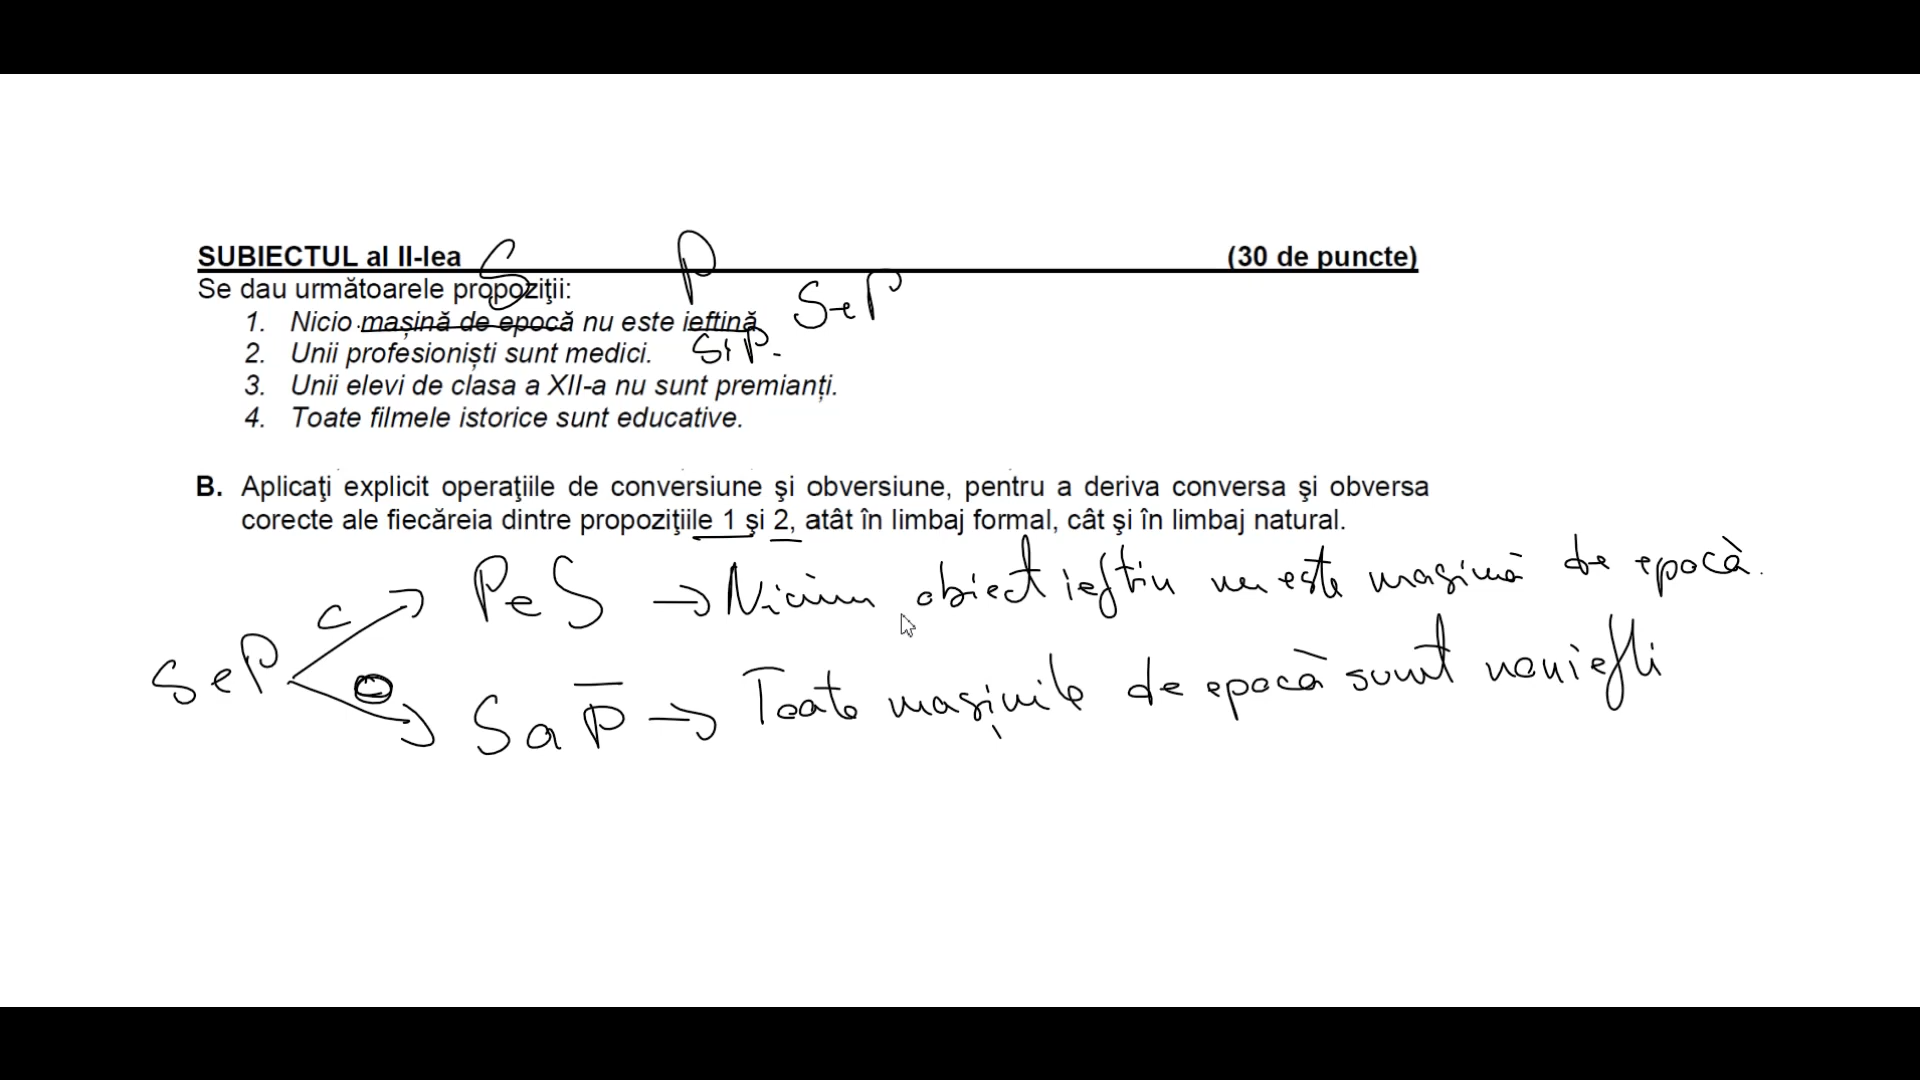 SUBIECTUL al II-lea S P (30 de puncte)
Se dau următoarele propoziţii:
1. Nicio mașină de epocă nu este ieftină SeP
2. Unii profesioniști sunt medici. SiP.
3. Unii elevi de clasa a XII-a nu sunt premianți.
4. Toate filmele istorice sunt educative.
B. Aplicaţi explicit operaţiile de conversiune şi obversiune, pentru a deriva conversa şi obversa
corecte ale fiecăreia dintre propoziţiile 1 şi 2, atât în limbaj formal, cât şi în limbaj natural.
c PeS → Niciun obiect ieftin nu este mașină de epocă.
SeP
o SaP̅ → Toate mașinile de epocă sunt